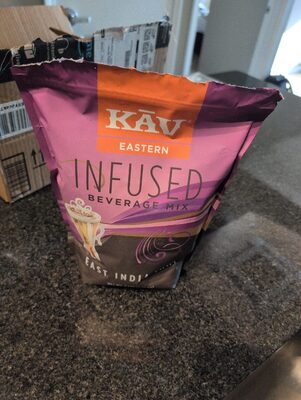 KĀV
EASTERN
INFUSED
BEVERAGE MIX
EAST INDI